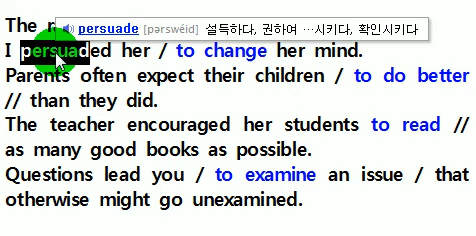 The r
persuade [pərswéid] 설득하다, 권하여 …시키다, 확인시키다
I persuaded her / to change her mind.
Parents often expect their children / to do better
// than they did.
The teacher encouraged her students to read //
as many good books as possible.
Questions lead you / to examine an issue / that
otherwise might go unexamined.